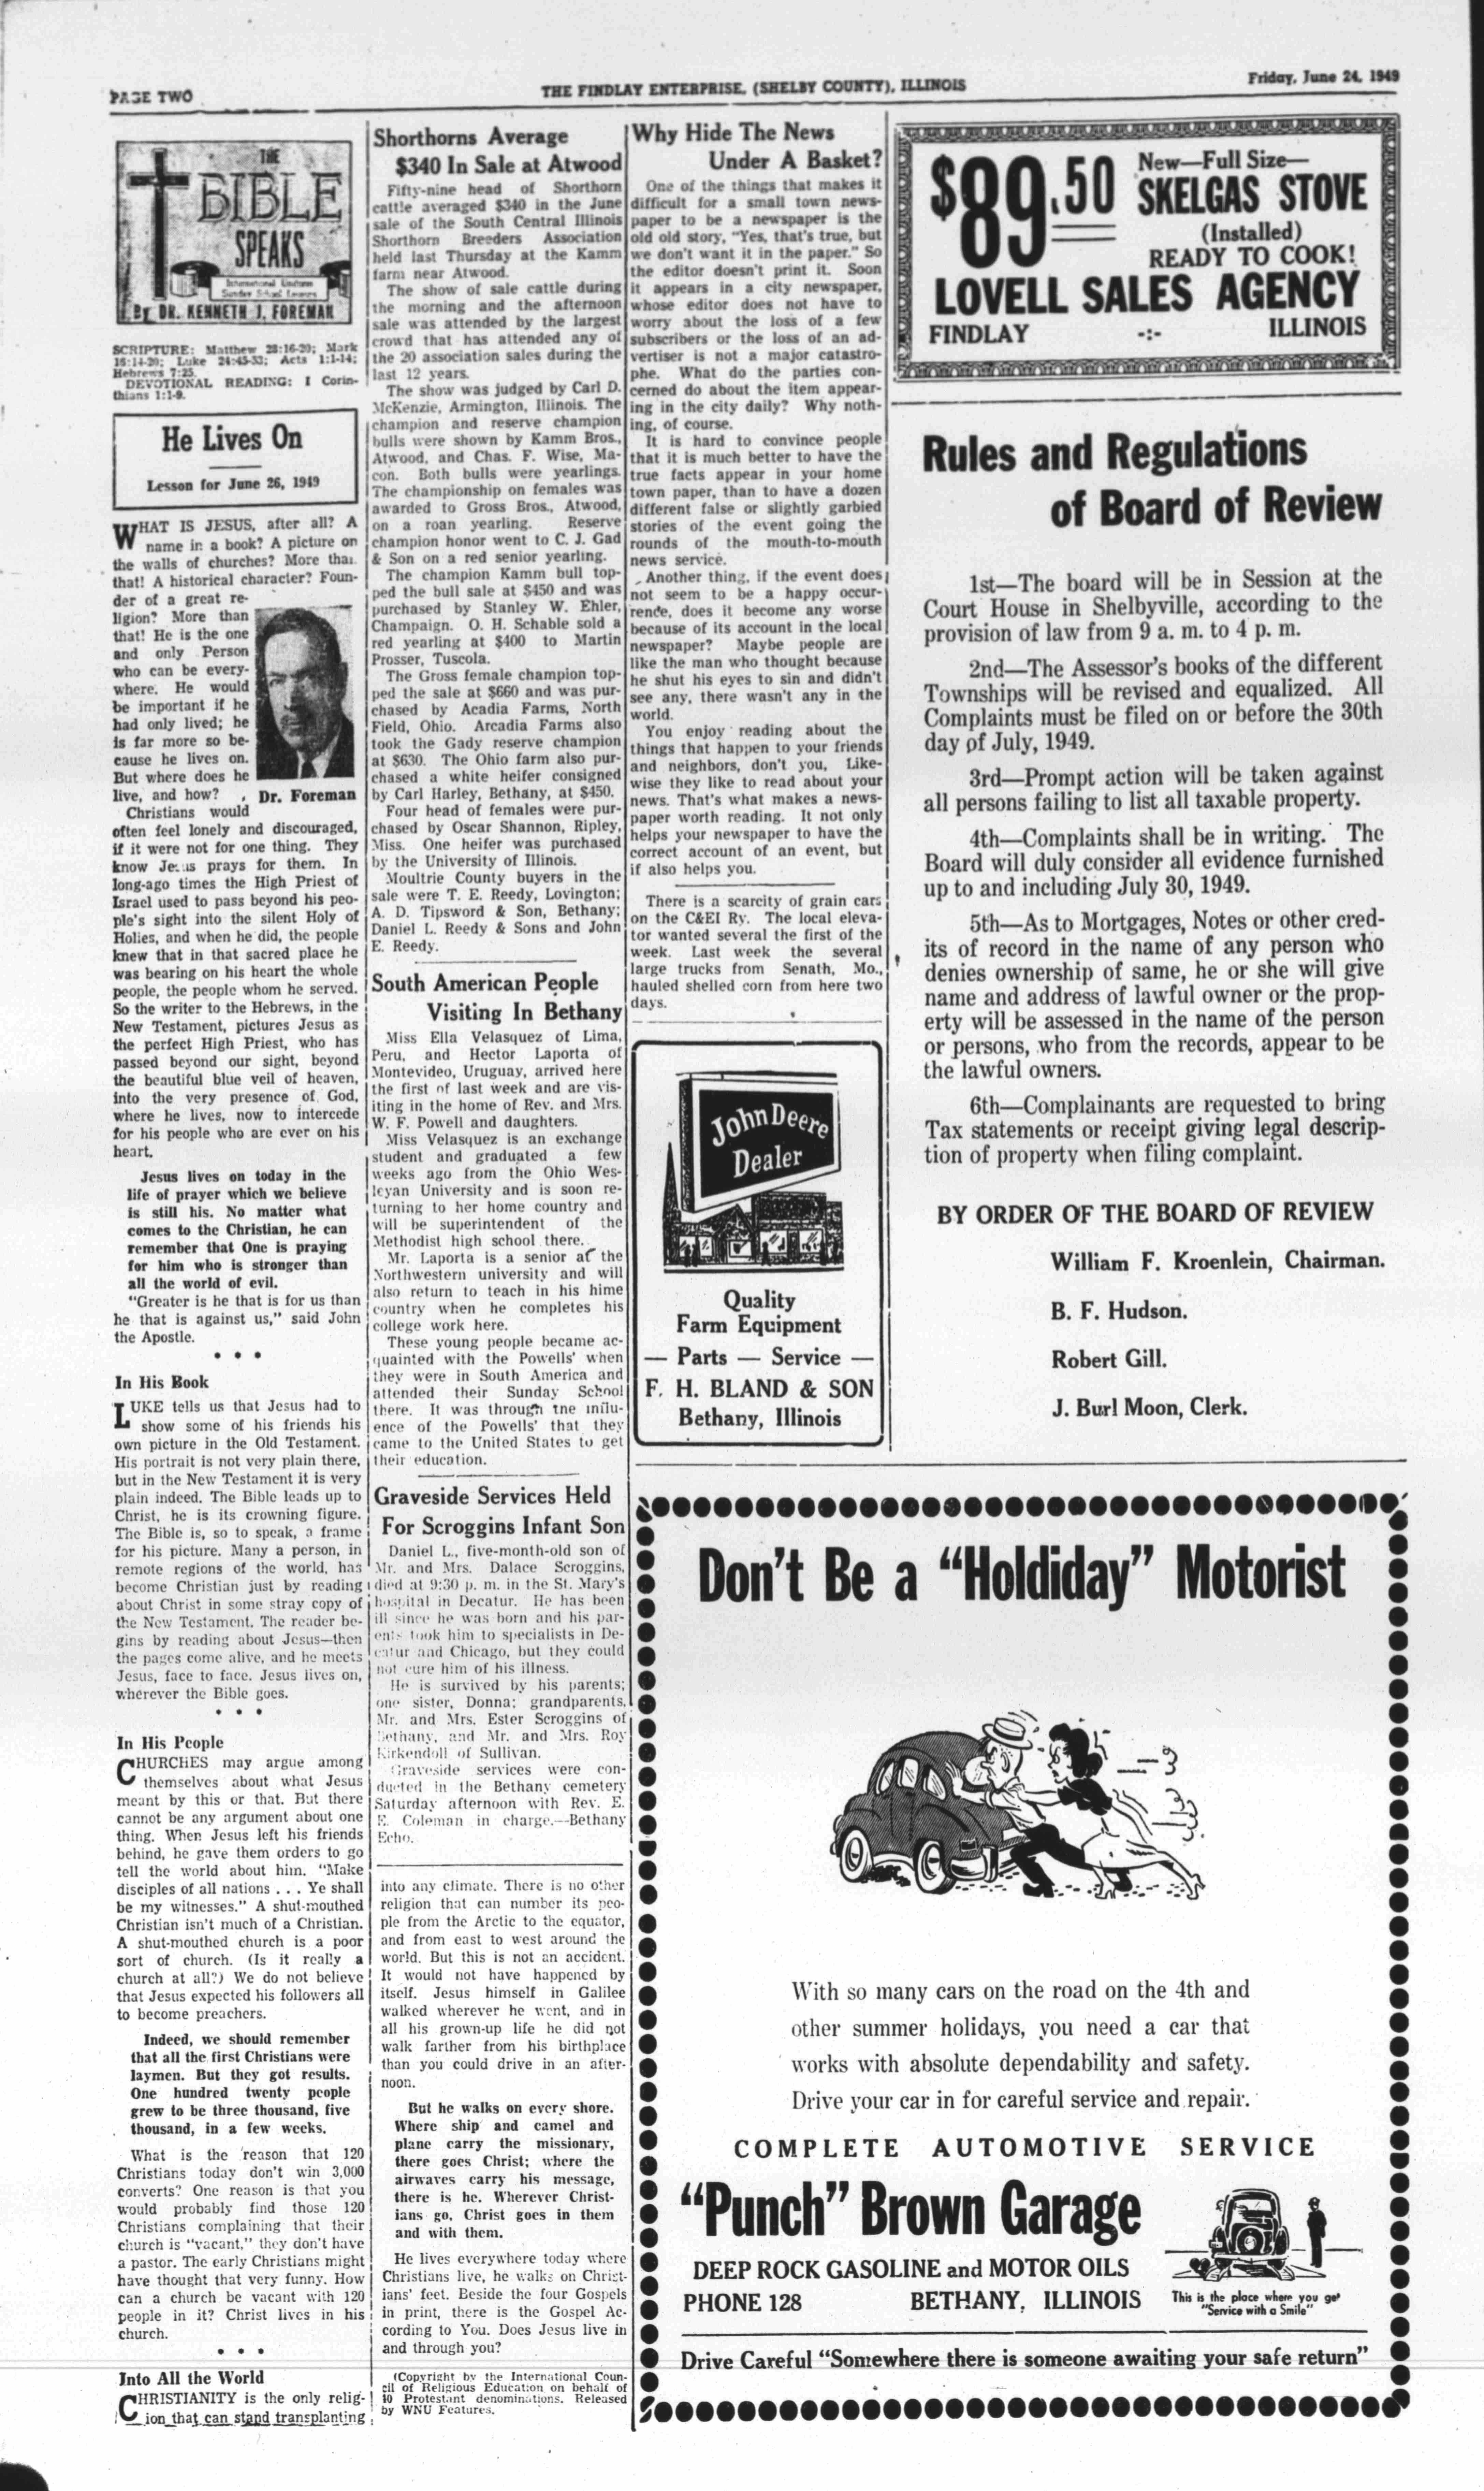 PAGE TWO
THE FINDLAY ENTERPRISE, (SHELBY COUNTY), ILLINOIS
Friday, June 24, 1949
THE
BIBLE
SPEAKS
International Uniform
Sunday School Lessons
By DR. KENNETH J. FOREMAN
SCRIPTURE: Matthew 28:16-20; Mark
16:14-20; Luke 24:45-53; Acts 1:1-14;
Hebrews 7:25.
DEVOTIONAL READING: I Corin-
thians 1:1-9.
He Lives On
Lesson for June 26, 1949
WHAT IS JESUS, after all? A
name in a book? A picture on
the walls of churches? More than
that! A historical character? Foun-
der of a great re-
ligion? More than
that! He is the one
and only Person
who can be every-
where. He would
be important if he
had only lived; he
is far more so be-
cause he lives on.
But where does he
live, and how?
Dr. Foreman
Christians would
often feel lonely and discouraged,
if it were not for one thing. They
know Jesus prays for them. In
long-ago times the High Priest of
Israel used to pass beyond his peo-
ple's sight into the silent Holy of
Holies, and when he did, the people
knew that in that sacred place he
was bearing on his heart the whole
people, the people whom he served.
So the writer to the Hebrews, in the
New Testament, pictures Jesus as
the perfect High Priest, who has
passed beyond our sight, beyond
the beautiful blue veil of heaven,
into the very presence of God,
where he lives, now to intercede
for his people who are ever on his
heart.
Jesus lives on today in the
life of prayer which we believe
is still his. No matter what
comes to the Christian, he can
remember that One is praying
for him who is stronger than
all the world of evil.
"Greater is he that is for us than
he that is against us," said John
the Apostle.
• • •
In His Book
LUKE tells us that Jesus had to
show some of his friends his
own picture in the Old Testament.
His portrait is not very plain there,
but in the New Testament it is very
plain indeed. The Bible leads up to
Christ, he is its crowning figure.
The Bible is, so to speak, a frame
for his picture. Many a person, in
remote regions of the world, has
become Christian just by reading
about Christ in some stray copy of
the New Testament. The reader be-
gins by reading about Jesus—then
the pages come alive, and he meets
Jesus, face to face. Jesus lives on,
wherever the Bible goes.
• • •
In His People
CHURCHES may argue among
themselves about what Jesus
meant by this or that. But there
cannot be any argument about one
thing. When Jesus left his friends
behind, he gave them orders to go
tell the world about him. "Make
disciples of all nations . . . Ye shall
be my witnesses." A shut-mouthed
Christian isn't much of a Christian.
A shut-mouthed church is a poor
sort of church. (Is it really a
church at all?) We do not believe
that Jesus expected his followers all
to become preachers.
Indeed, we should remember
that all the first Christians were
laymen. But they got results.
One hundred twenty people
grew to be three thousand, five
thousand, in a few weeks.
What is the reason that 120
Christians today don't win 3,000
converts? One reason is that you
would probably find those 120
Christians complaining that their
church is "vacant," they don't have
a pastor. The early Christians might
have thought that very funny. How
can a church be vacant with 120
people in it? Christ lives in his
church.
• • •
Into All the World
CHRISTIANITY is the only relig-
ion that can stand transplanting
Shorthorns Average
$340 In Sale at Atwood
Fifty-nine head of Shorthorn
cattle averaged $340 in the June
sale of the South Central Illinois
Shorthorn Breeders Association
held last Thursday at the Kamm
farm near Atwood.
The show of sale cattle during
the morning and the afternoon
sale was attended by the largest
crowd that has attended any of
the 20 association sales during the
last 12 years.
The show was judged by Carl D.
McKenzie, Armington, Illinois. The
champion and reserve champion
bulls were shown by Kamm Bros.,
Atwood, and Chas. F. Wise, Ma-
con. Both bulls were yearlings.
The championship on females was
awarded to Gross Bros., Atwood,
on a roan yearling. Reserve
champion honor went to C. J. Gad
& Son on a red senior yearling.
The champion Kamm bull top-
ped the bull sale at $450 and was
purchased by Stanley W. Ehler,
Champaign. O. H. Schable sold a
red yearling at $400 to Martin
Prosser, Tuscola.
The Gross female champion top-
ped the sale at $660 and was pur-
chased by Acadia Farms, North
Field, Ohio. Arcadia Farms also
took the Gady reserve champion
at $630. The Ohio farm also pur-
chased a white heifer consigned
by Carl Harley, Bethany, at $450.
Four head of females were pur-
chased by Oscar Shannon, Ripley,
Miss. One heifer was purchased
by the University of Illinois.
Moultrie County buyers in the
sale were T. E. Reedy, Lovington;
A. D. Tipsword & Son, Bethany;
Daniel L. Reedy & Sons and John
E. Reedy.
South American People
Visiting In Bethany
Miss Ella Velasquez of Lima,
Peru, and Hector Laporta of
Montevideo, Uruguay, arrived here
the first of last week and are vis-
iting in the home of Rev. and Mrs.
W. F. Powell and daughters.
Miss Velasquez is an exchange
student and graduated a few
weeks ago from the Ohio Wes-
leyan University and is soon re-
turning to her home country and
will be superintendent of the
Methodist high school there.
Mr. Laporta is a senior at the
Northwestern university and will
also return to teach in his hime
country when he completes his
college work here.
These young people became ac-
quainted with the Powells' when
they were in South America and
attended their Sunday School
there. It was through the influ-
ence of the Powells' that they
came to the United States to get
their education.
Graveside Services Held
For Scroggins Infant Son
Daniel L., five-month-old son of
Mr. and Mrs. Dalace Scroggins,
died at 9:30 p. m. in the St. Mary's
hospital in Decatur. He has been
ill since he was born and his par-
ents took him to specialists in De-
catur and Chicago, but they could
not cure him of his illness.
He is survived by his parents;
one sister, Donna; grandparents,
Mr. and Mrs. Ester Scroggins of
Bethany, and Mr. and Mrs. Roy
Kirkendoll of Sullivan.
Graveside services were con-
ducted in the Bethany cemetery
Saturday afternoon with Rev. E.
E. Coleman in charge.—Bethany
Echo.
into any climate. There is no other
religion that can number its peo-
ple from the Arctic to the equator,
and from east to west around the
world. But this is not an accident.
It would not have happened by
itself. Jesus himself in Galilee
walked wherever he went, and in
all his grown-up life he did not
walk farther from his birthplace
than you could drive in an after-
noon.
But he walks on every shore.
Where ship and camel and
plane carry the missionary,
there goes Christ; where the
airwaves carry his message,
there is he. Wherever Christ-
ians go, Christ goes in them
and with them.
He lives everywhere today where
Christians live, he walks on Christ-
ians' feet. Beside the four Gospels
in print, there is the Gospel Ac-
cording to You. Does Jesus live in
and through you?
(Copyright by the International Coun-
cil of Religious Education on behalf of
40 Protestant denominations. Released
by WNU Features.
Why Hide The News
Under A Basket?
One of the things that makes it
difficult for a small town news-
paper to be a newspaper is the
old old story, "Yes, that's true, but
we don't want it in the paper." So
the editor doesn't print it. Soon
it appears in a city newspaper,
whose editor does not have to
worry about the loss of a few
subscribers or the loss of an ad-
vertiser is not a major catastro-
phe. What do the parties con-
cerned do about the item appear-
ing in the city daily? Why noth-
ing, of course.
It is hard to convince people
that it is much better to have the
true facts appear in your home
town paper, than to have a dozen
different false or slightly garbied
stories of the event going the
rounds of the mouth-to-mouth
news service.
Another thing, if the event does
not seem to be a happy occur-
rence, does it become any worse
because of its account in the local
newspaper? Maybe people are
like the man who thought because
he shut his eyes to sin and didn't
see any, there wasn't any in the
world.
You enjoy reading about the
things that happen to your friends
and neighbors, don't you, Like-
wise they like to read about your
news. That's what makes a news-
paper worth reading. It not only
helps your newspaper to have the
correct account of an event, but
if also helps you.
There is a scarcity of grain cars
on the C&EI Ry. The local eleva-
tor wanted several the first of the
week. Last week the several
large trucks from Senath, Mo.,
hauled shelled corn from here two
days.
John Deere
Dealer
Quality
Farm Equipment
— Parts — Service —
F. H. BLAND & SON
Bethany, Illinois
$89.50
New—Full Size—
SKELGAS STOVE
(Installed)
READY TO COOK!
LOVELL SALES AGENCY
FINDLAY -:- ILLINOIS
Rules and Regulations
of Board of Review
1st—The board will be in Session at the
Court House in Shelbyville, according to the
provision of law from 9 a. m. to 4 p. m.
2nd—The Assessor's books of the different
Townships will be revised and equalized. All
Complaints must be filed on or before the 30th
day of July, 1949.
3rd—Prompt action will be taken against
all persons failing to list all taxable property.
4th—Complaints shall be in writing. The
Board will duly consider all evidence furnished
up to and including July 30, 1949.
5th—As to Mortgages, Notes or other cred-
its of record in the name of any person who
denies ownership of same, he or she will give
name and address of lawful owner or the prop-
erty will be assessed in the name of the person
or persons, who from the records, appear to be
the lawful owners.
6th—Complainants are requested to bring
Tax statements or receipt giving legal descrip-
tion of property when filing complaint.
BY ORDER OF THE BOARD OF REVIEW
William F. Kroenlein, Chairman.
B. F. Hudson.
Robert Gill.
J. Burl Moon, Clerk.
Don't Be a "Holdiday" Motorist
With so many cars on the road on the 4th and
other summer holidays, you need a car that
works with absolute dependability and safety.
Drive your car in for careful service and repair.
COMPLETE AUTOMOTIVE SERVICE
"Punch" Brown Garage
DEEP ROCK GASOLINE and MOTOR OILS
PHONE 128 BETHANY, ILLINOIS
This is the place where you get
"Service with a Smile"
Drive Careful "Somewhere there is someone awaiting your safe return"